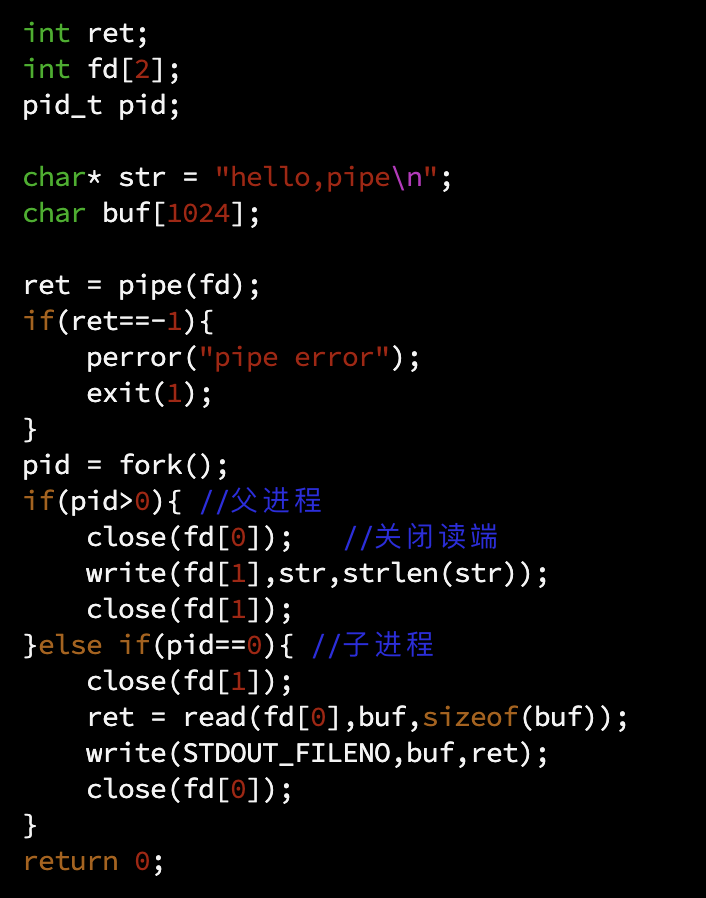 int ret;
int fd[2];
pid_t pid;

char* str = "hello,pipe\n";
char buf[1024];

ret = pipe(fd);
if(ret==-1){
    perror("pipe error");
    exit(1);
}
pid = fork();
if(pid>0){ //父进程
    close(fd[0]);   //关闭读端
    write(fd[1],str,strlen(str));
    close(fd[1]);
}else if(pid==0){ //子进程
    close(fd[1]);
    ret = read(fd[0],buf,sizeof(buf));
    write(STDOUT_FILENO,buf,ret);
    close(fd[0]);
}
return 0;